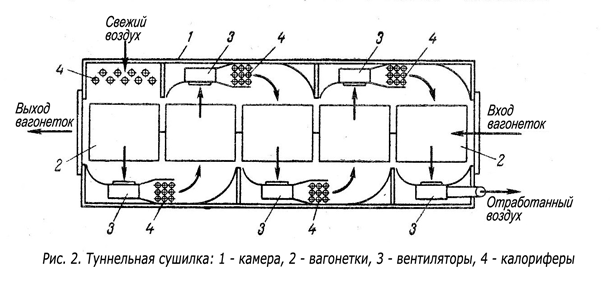 Свежий
воздух
1
3
4
3
4
4
Выход
вагонеток
Вход
вагонеток
2
2
3
4
3
4
3
Отработанный
воздух
Рис. 2. Туннельная сушилка: 1 - камера, 2 - вагонетки, 3 - вентиляторы, 4 - калориферы